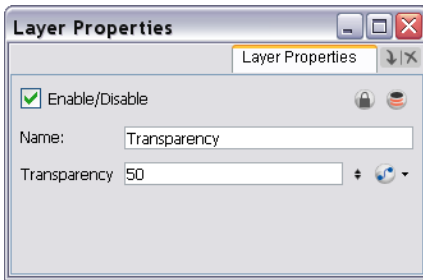 Layer Properties
Layer Properties
Enable/Disable
Name: Transparency
Transparency 50